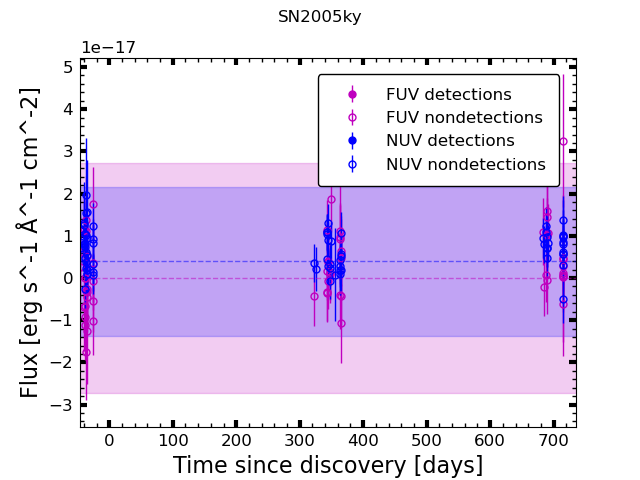 SN2005ky
1e−17
5
4
3
2
1
0
−1
−2
−3
Flux [erg s^-1 Å^-1 cm^-2]
FUV detections
FUV nondetections
NUV detections
NUV nondetections
0 100 200 300 400 500 600 700
Time since discovery [days]